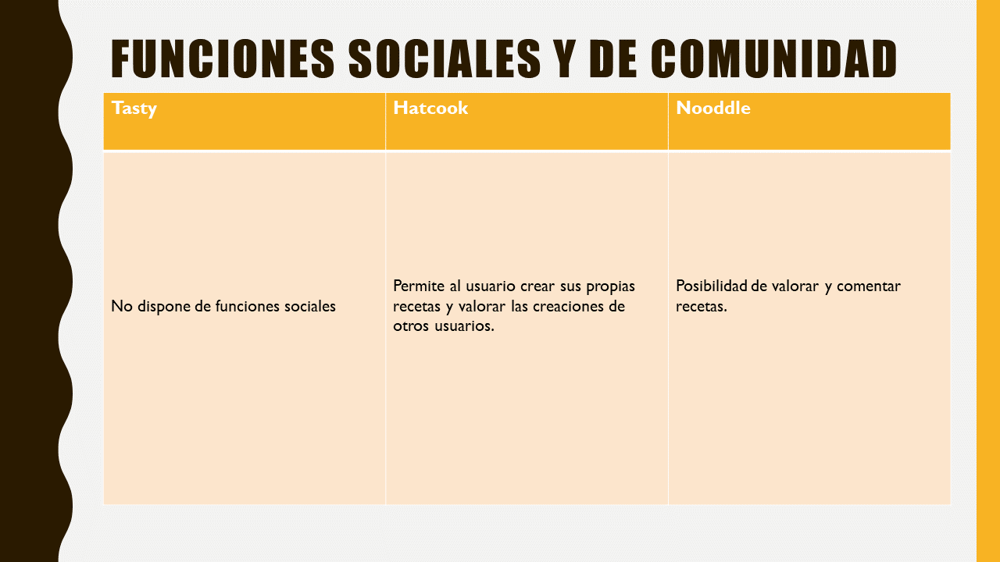 FUNCIONES SOCIALES Y DE COMUNIDAD
Tasty
Hatcook
Nooddle
No dispone de funciones sociales
Permite al usuario crear sus propias
recetas y valorar las creaciones de
otros usuarios.
Posibilidad de valorar y comentar
recetas.